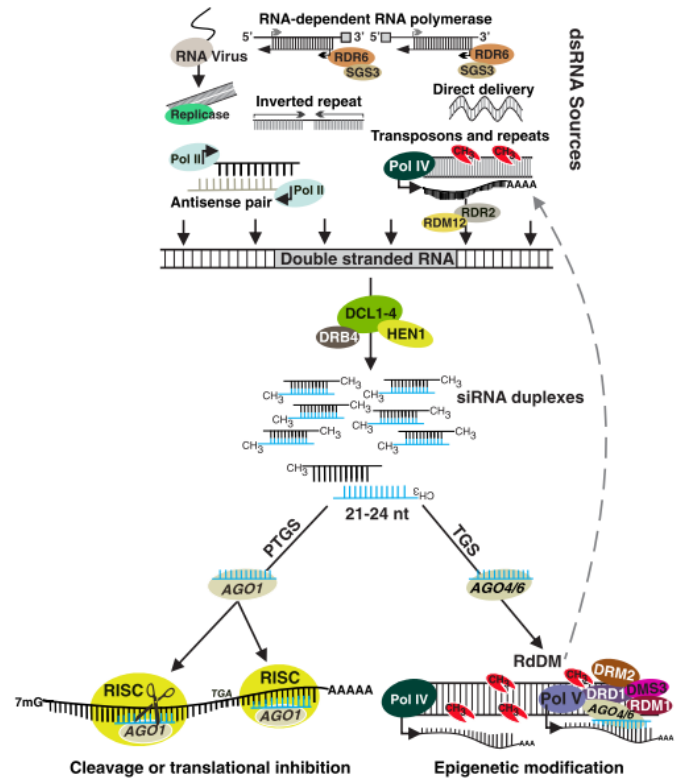 RNA-dependent RNA polymerase
5' 3' 5' 3'
RNA Virus
RDR6
SGS3
RDR6
SGS3
dsRNA Sources
Replicase
Inverted repeat
Direct delivery
Transposons and repeats
Pol II
Pol II
Antisense pair
Pol IV
CH3
CH3
AAAA
RDR2
RDM12
Double stranded RNA
DCL1-4
DRB4
HEN1
siRNA duplexes
CH3
CH3
CH3
CH3
CH3
CH3
CH3
CH3
CH3
CH3
CH3
CH3
CH3
CH3
21-24 nt
PTGS
TGS
AGO1
AGO4/6
RdDM
RISC
AGO1
7mG
TGA
RISC
AGO1
AAAAA
Pol IV
CH3
CH3
CH3
CH3
Pol V
DRM2
DRD1
DMS3
RDM1
AGO4/6
AAA
AAA
Cleavage or translational inhibition
Epigenetic modification